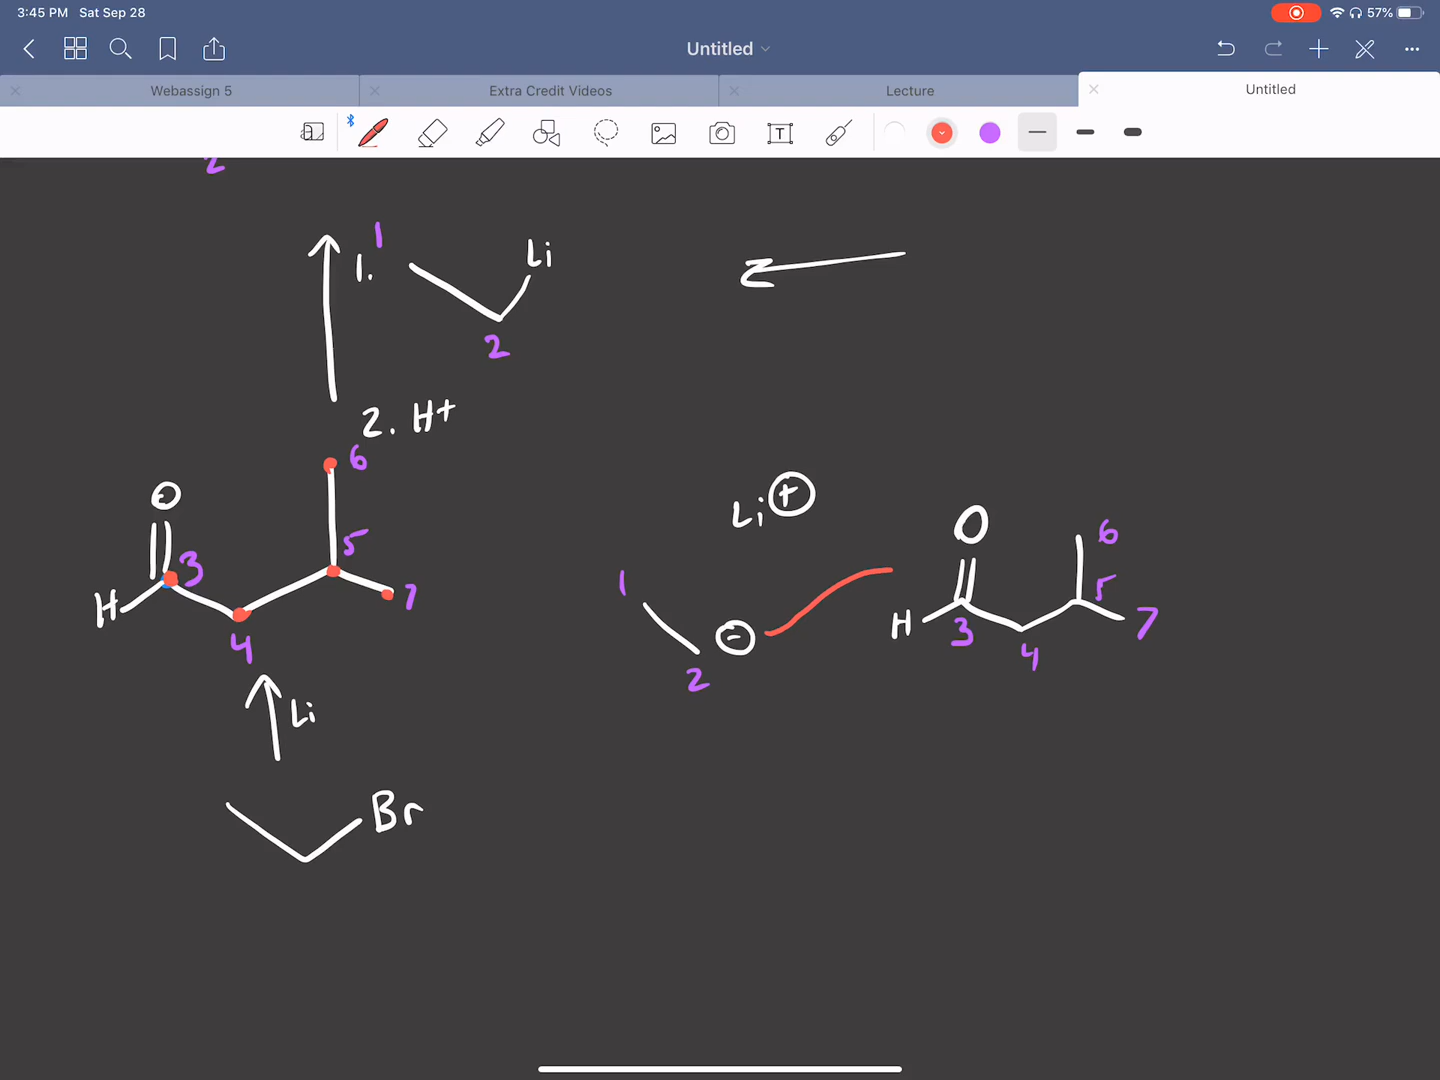 3:45 PM Sat Sep 28
57%
Untitled
Webassign 5
Extra Credit Videos
Lecture
Untitled
T
2
1
1.
Li
2
2. H+
6
O
5
3
H
7
4
Li
Br
Li +
O
6
1
5
-
H
3
7
4
2